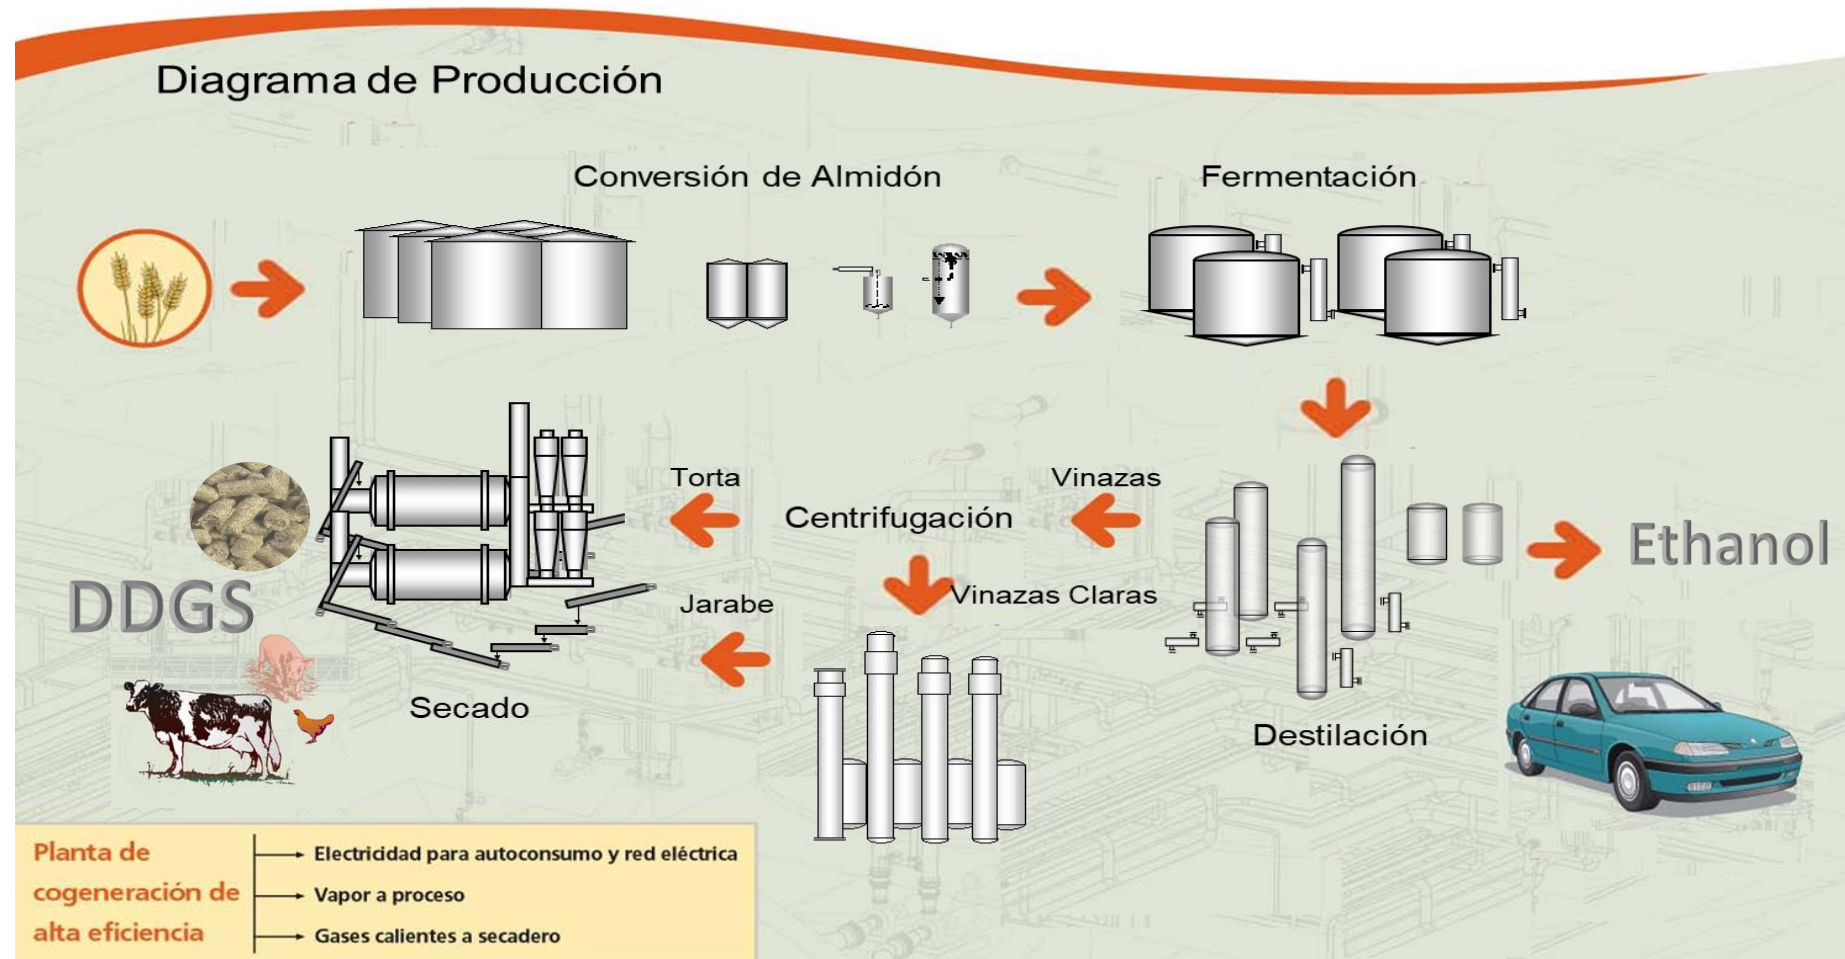 Diagrama de Producción
Conversión de Almidón
Fermentación
Torta
Vinazas
Centrifugación
Ethanol
DDGS
Jarabe
Vinazas Claras
Secado
Destilación
Planta de
cogeneración de
alta eficiencia
Electricidad para autoconsumo y red eléctrica
Vapor a proceso
Gases calientes a secadero